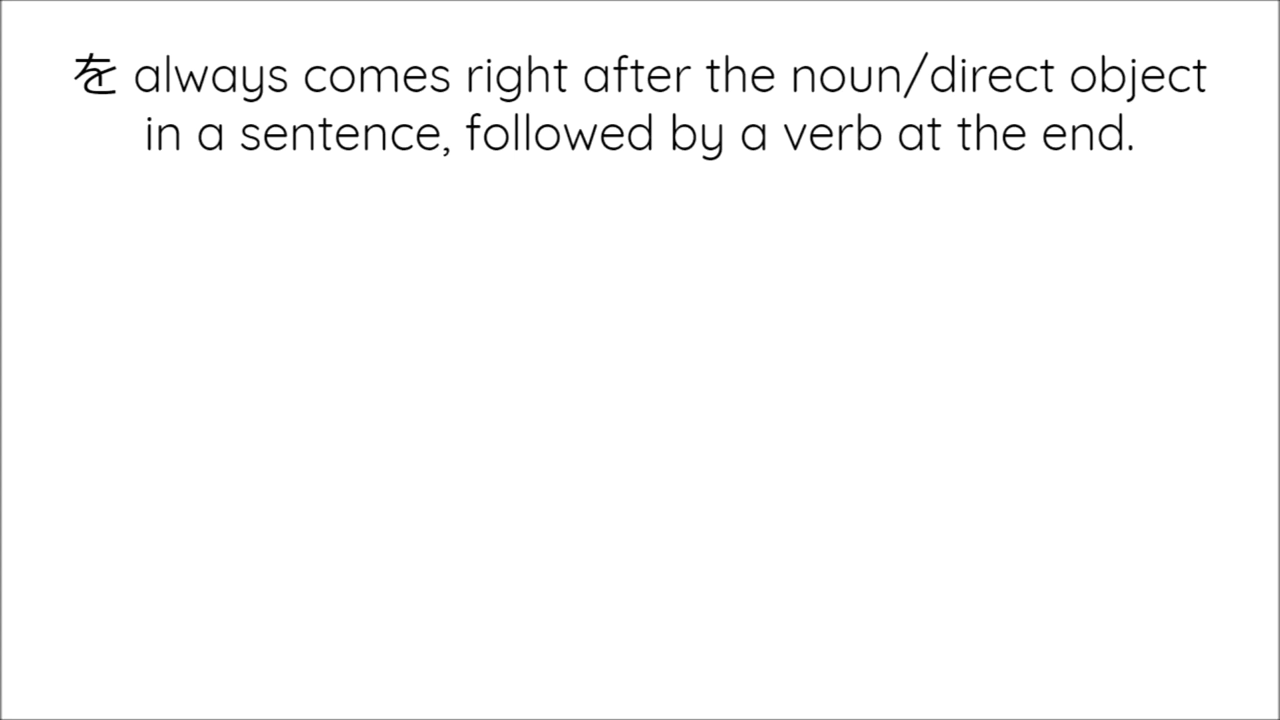 を always comes right after the noun/direct object
in a sentence, followed by a verb at the end.